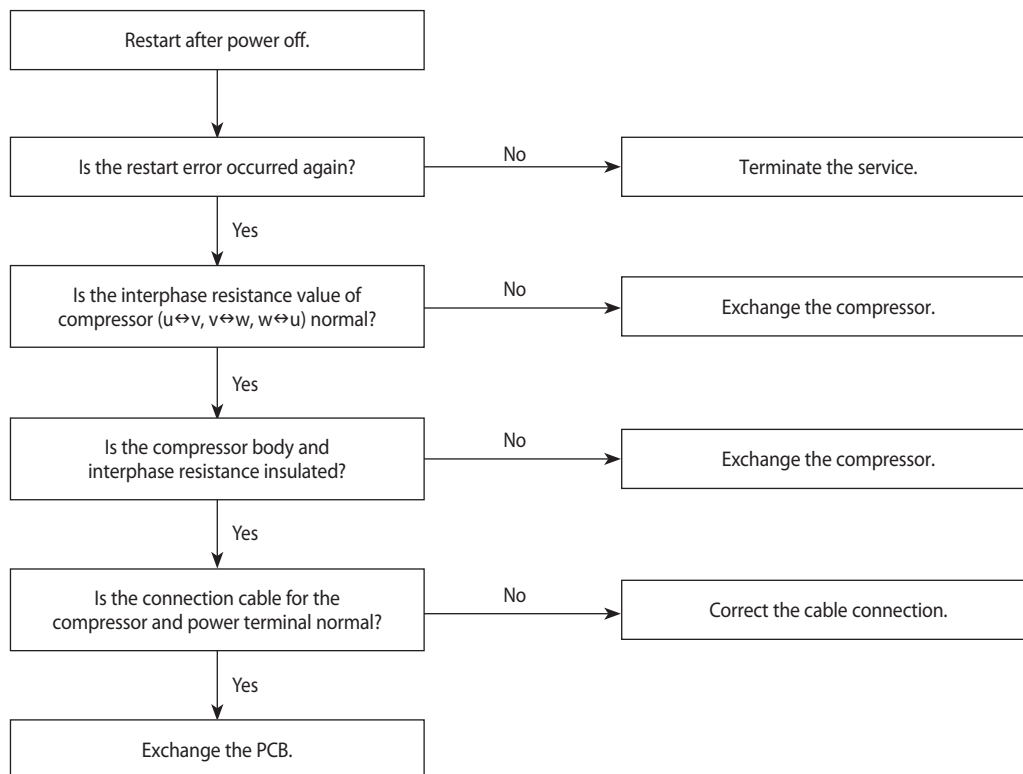 Restart after power off.
Is the restart error occurred again?
No
Terminate the service.
Yes
Is the interphase resistance value of
compressor (u⇔v, v⇔w, w⇔u) normal?
No
Exchange the compressor.
Yes
Is the compressor body and
interphase resistance insulated?
No
Exchange the compressor.
Yes
Is the connection cable for the
compressor and power terminal normal?
No
Correct the cable connection.
Yes
Exchange the PCB.